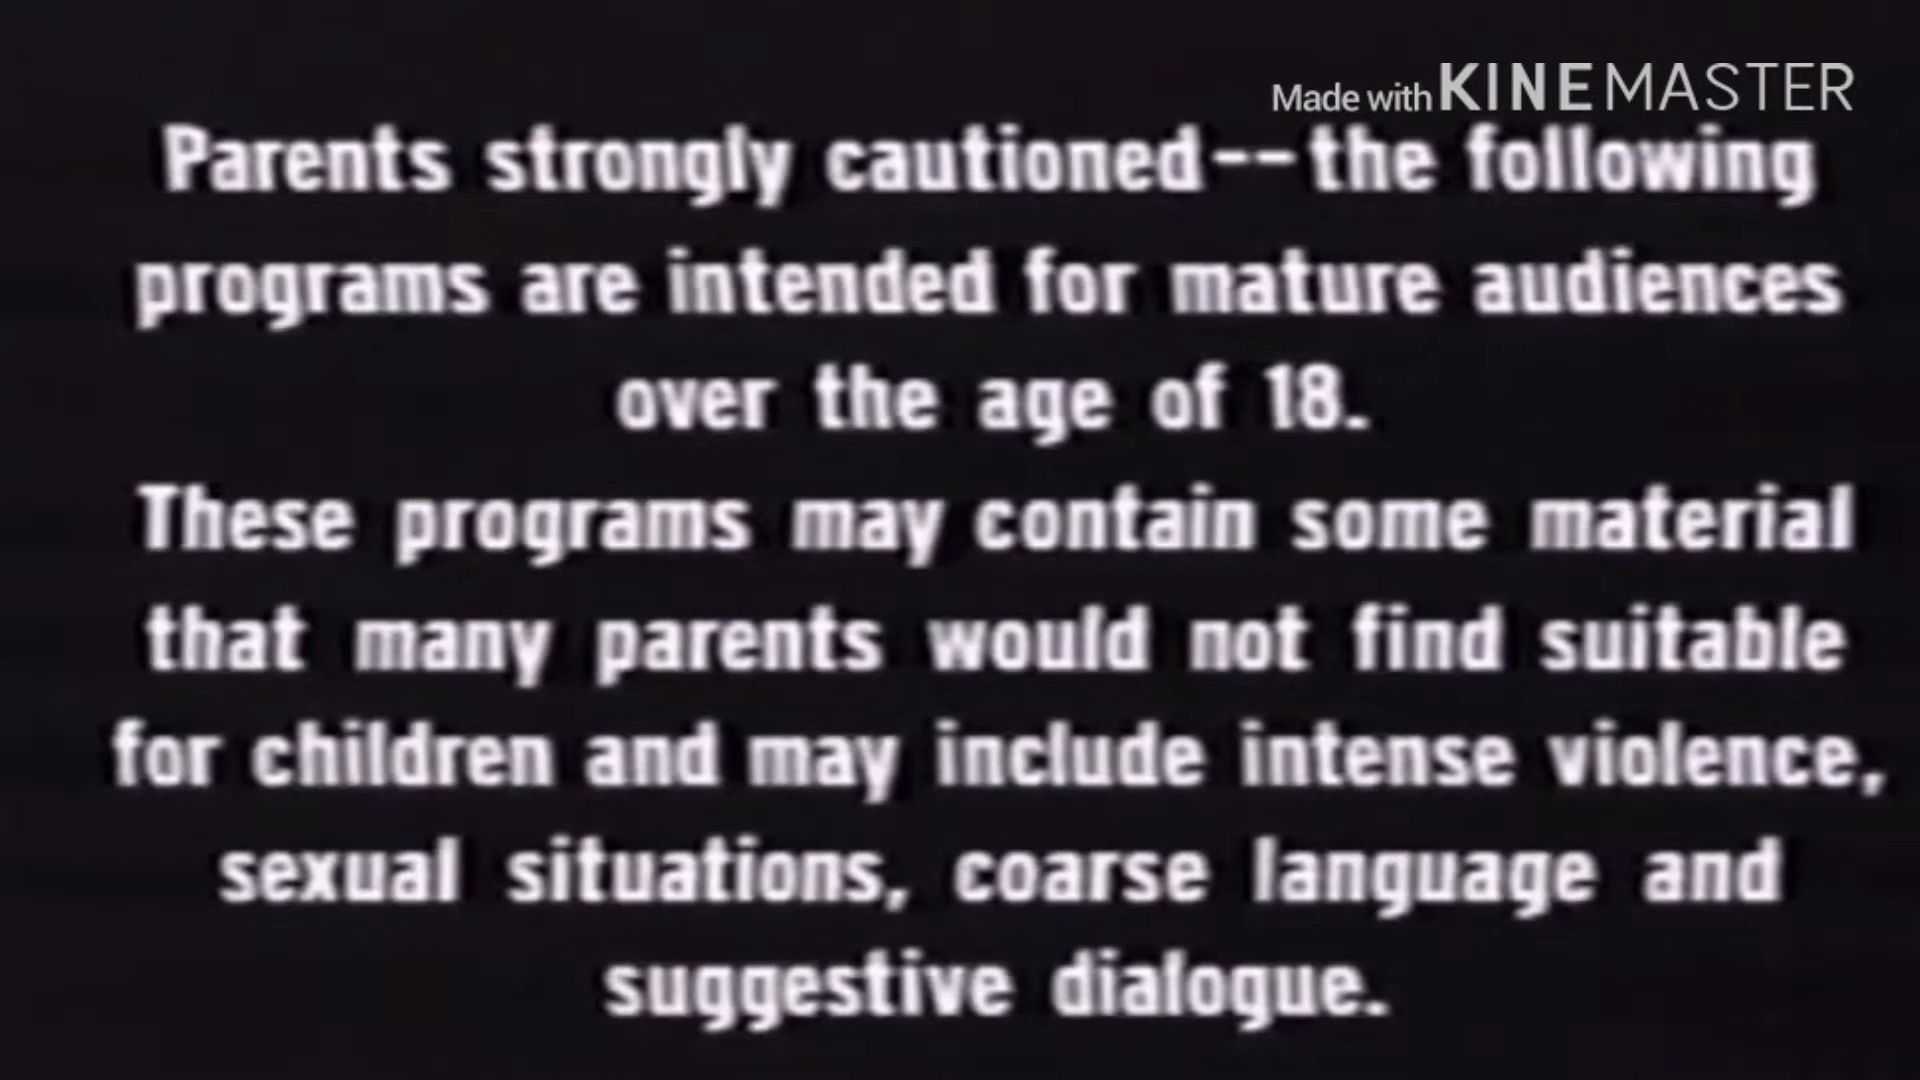 Made with KINEMASTER
Parents strongly cautioned--the following
programs are intended for mature audiences
over the age of 18.
These programs may contain some material
that many parents would not find suitable
for children and may include intense violence,
sexual situations, coarse language and
suggestive dialogue.